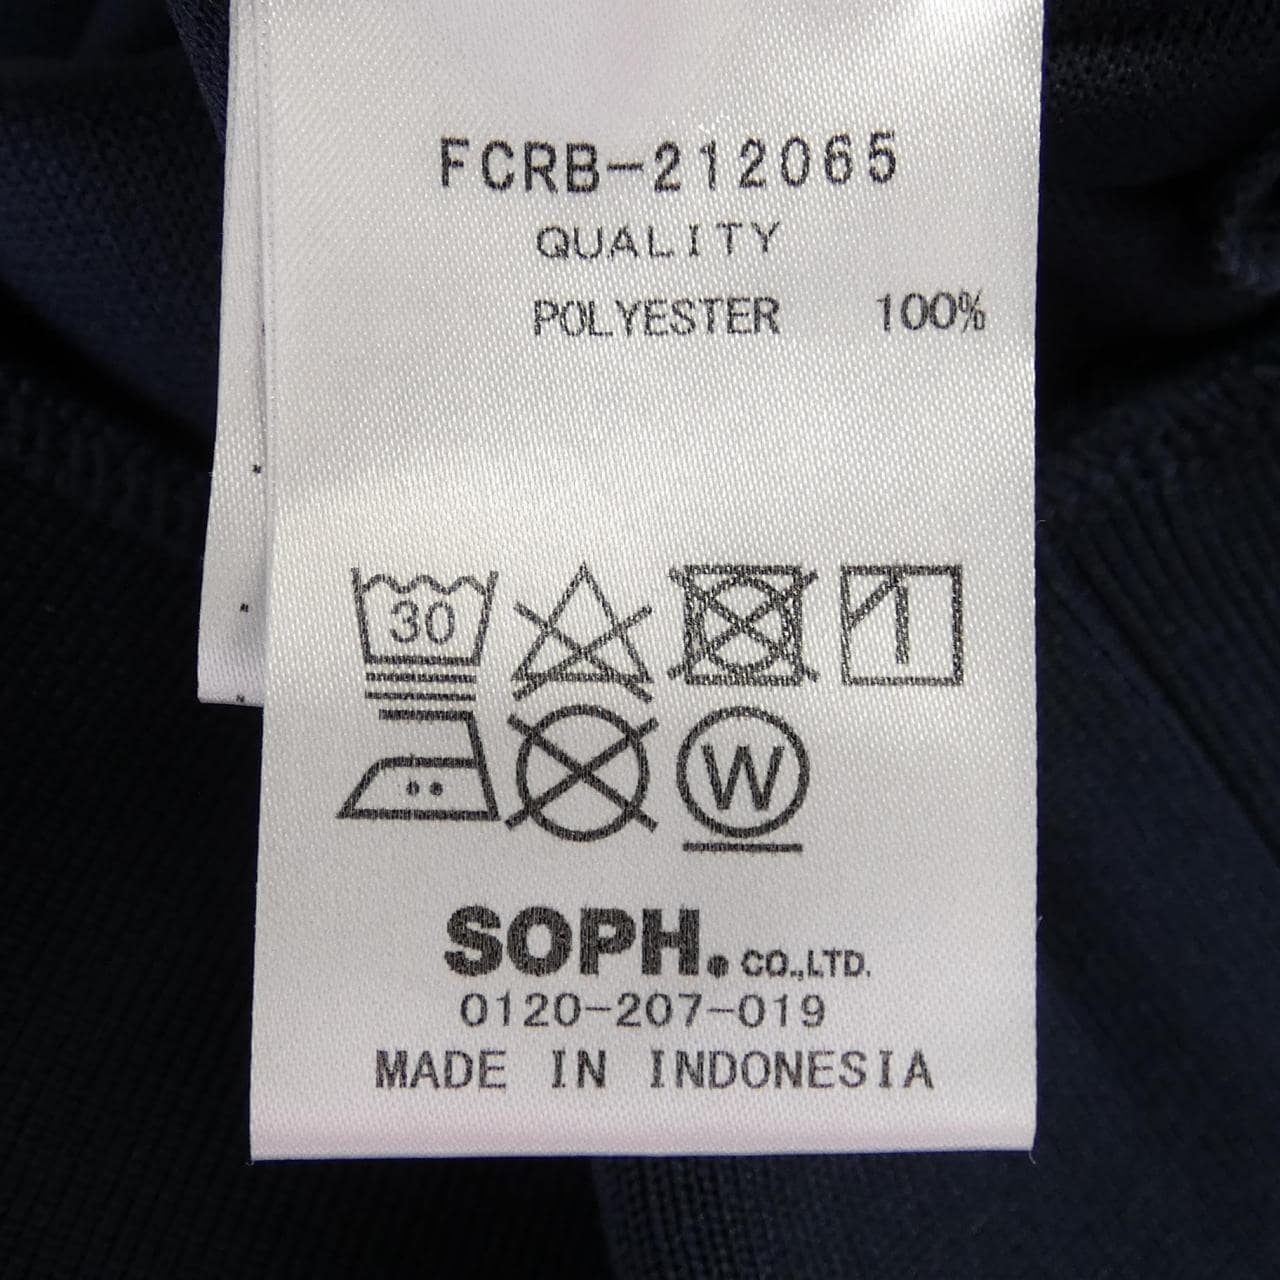 FCRB-212065
QUALITY
POLYESTER 100%
30
W
SOPH. CO.,LTD.
0120-207-019
MADE IN INDONESIA